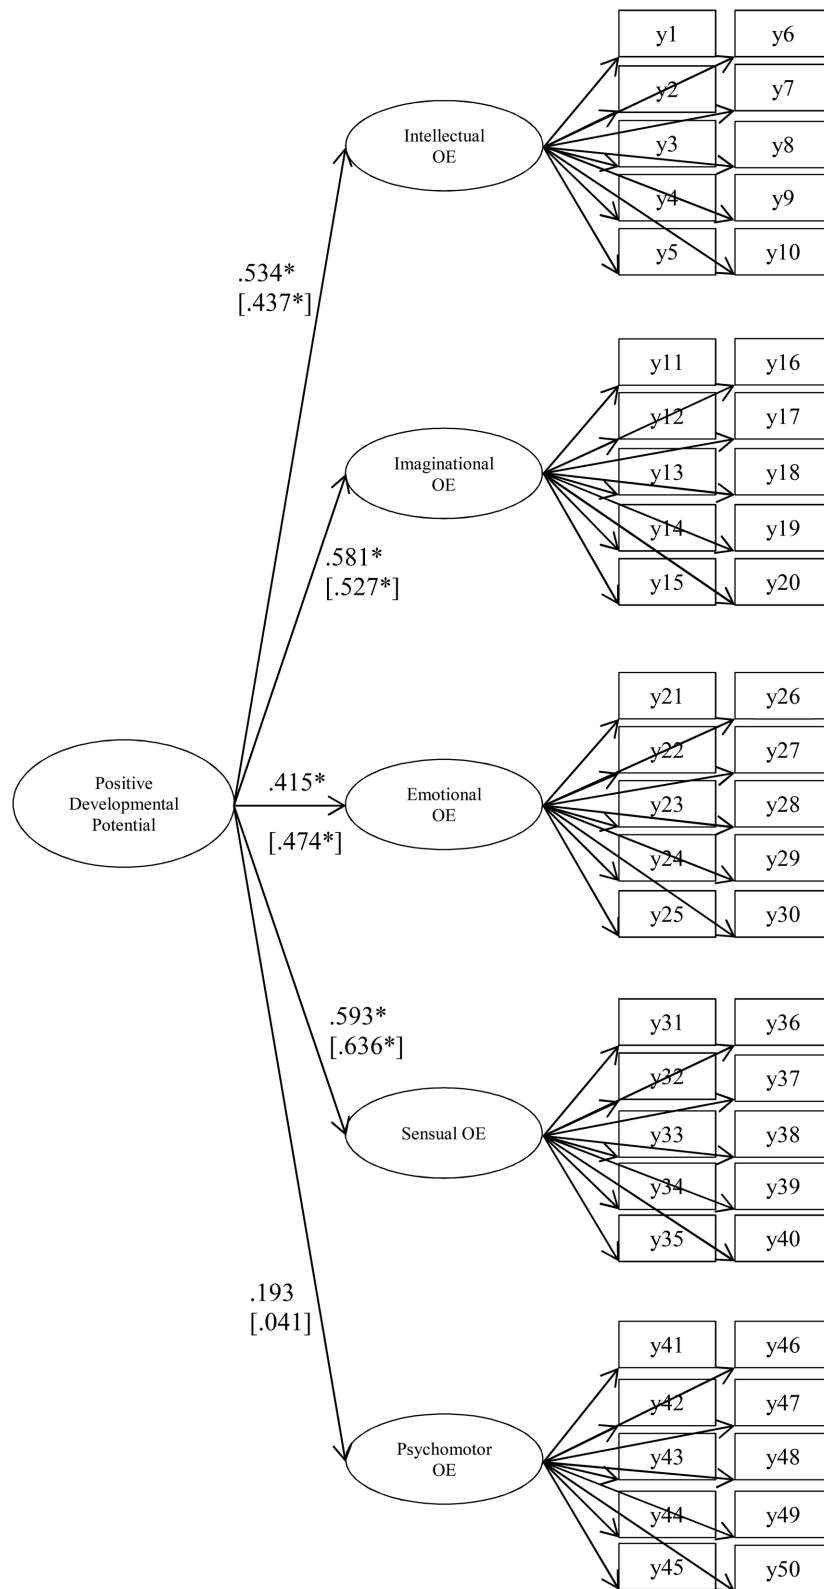 y1 y6
y2 y7
y3 y8
y4 y9
y5 y10
Intellectual
OE
.534*
[.437*]
y11 y16
y12 y17
y13 y18
y14 y19
y15 y20
Imaginational
OE
.581*
[.527*]
y21 y26
y22 y27
y23 y28
y24 y29
y25 y30
Positive
Developmental
Potential
.415*
[.474*]
Emotional
OE
.593*
[.636*]
y31 y36
y32 y37
y33 y38
y34 y39
y35 y40
Sensual OE
.193
[.041]
y41 y46
y42 y47
y43 y48
y44 y49
y45 y50
Psychomotor
OE